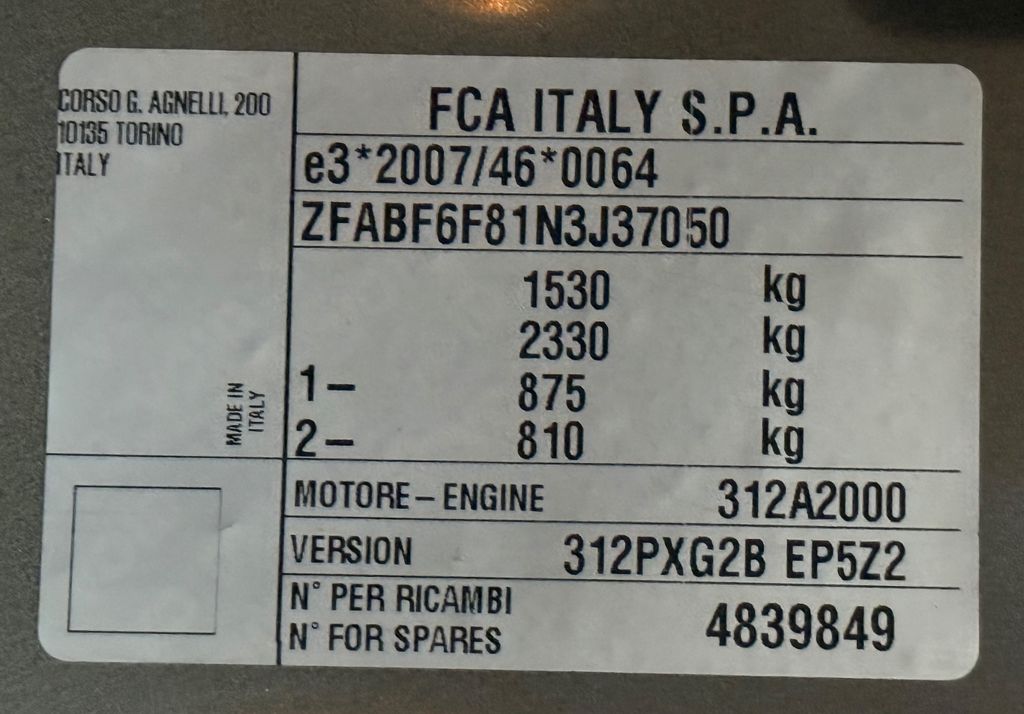 CORSO G. AGNELLI, 200
10135 TORINO
ITALY
MADE IN
ITALY
FCA ITALY S.P.A.
e3*2007/46*0064
ZFABF6F81N3J37050
1530 kg
2330 kg
1– 875 kg
2– 810 kg
MOTORE – ENGINE 312A2000
VERSION 312PXG2B EP5Z2
N° PER RICAMBI
N° FOR SPARES 4839849